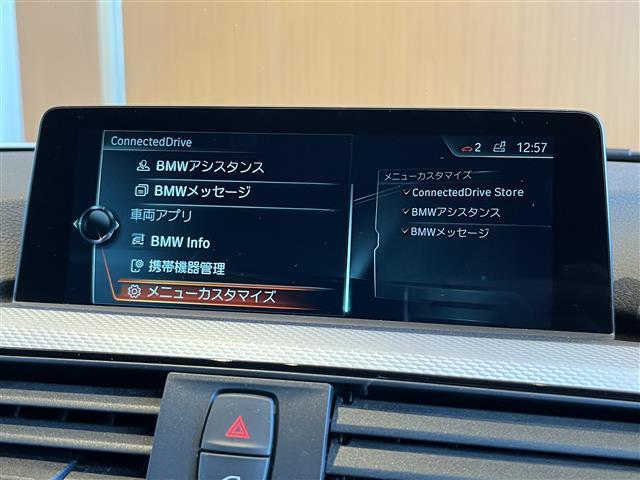 ConnectedDrive
BMWアシスタンス
BMWメッセージ
車両アプリ
BMW Info
携帯機器管理
メニューカスタマイズ
2 12:57
メニューカスタマイズ
ConnectedDrive Store
BMWアシスタンス
BMWメッセージ